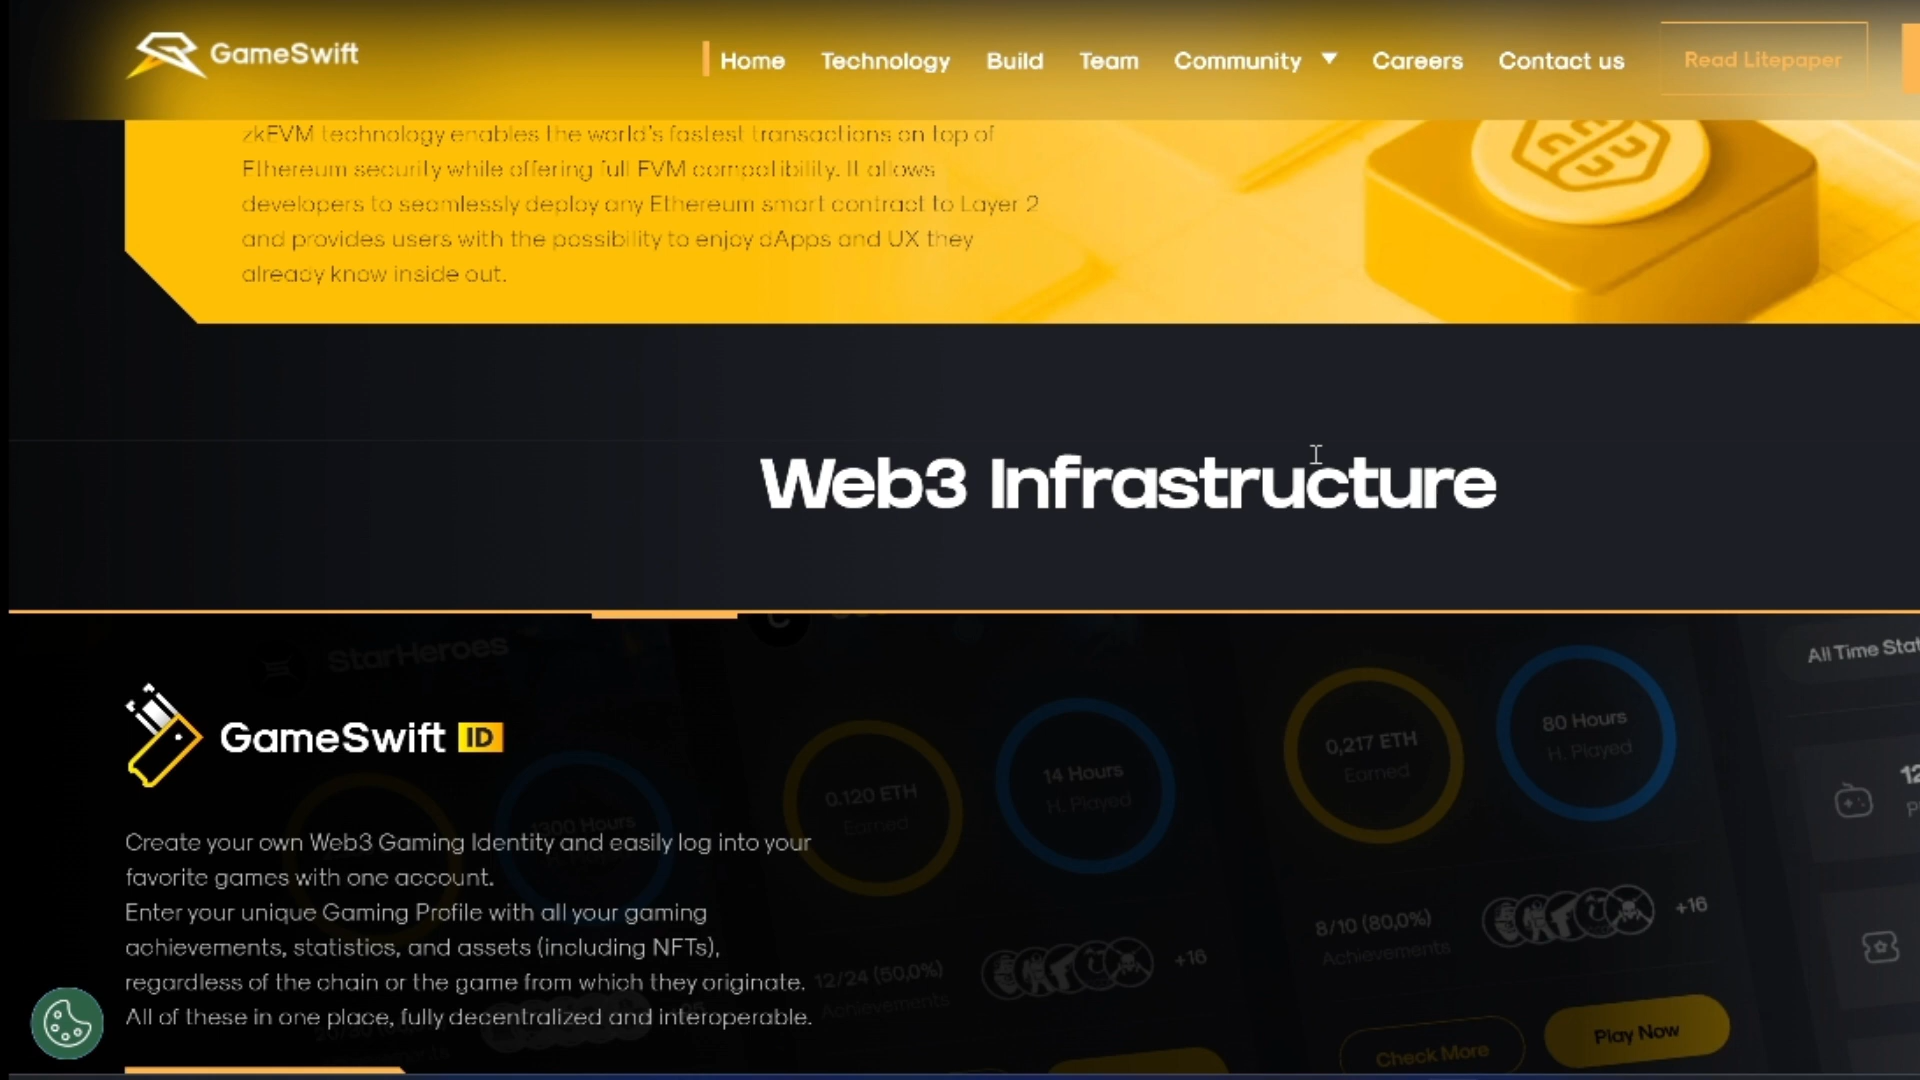 GameSwift
Home Technology Build Team Community Careers Contact us Read Litepaper
zkEVM technology enables the world's fastest transactions on top of
Ethereum security while offering full EVM compatibility. It allows
developers to seamlessly deploy any Ethereum smart contract to Layer 2
and provides users with the possibility to enjoy dApps and UX they
already know inside out.
Web3 Infrastructure
StarHeroes
All Time Stat
GameSwift ID
0.120 ETH
Earned
14 Hours
H. Played
0,217 ETH
Earned
80 Hours
H. Played
1300 Hours
Create your own Web3 Gaming Identity and easily log into your
favorite games with one account.
Enter your unique Gaming Profile with all your gaming
achievements, statistics, and assets (including NFTs),
regardless of the chain or the game from which they originate.
All of these in one place, fully decentralized and interoperable.
12/24 (50,0%)
Achievements
+16
8/10 (80,0%)
Achievements
+16
Check More
Play Now